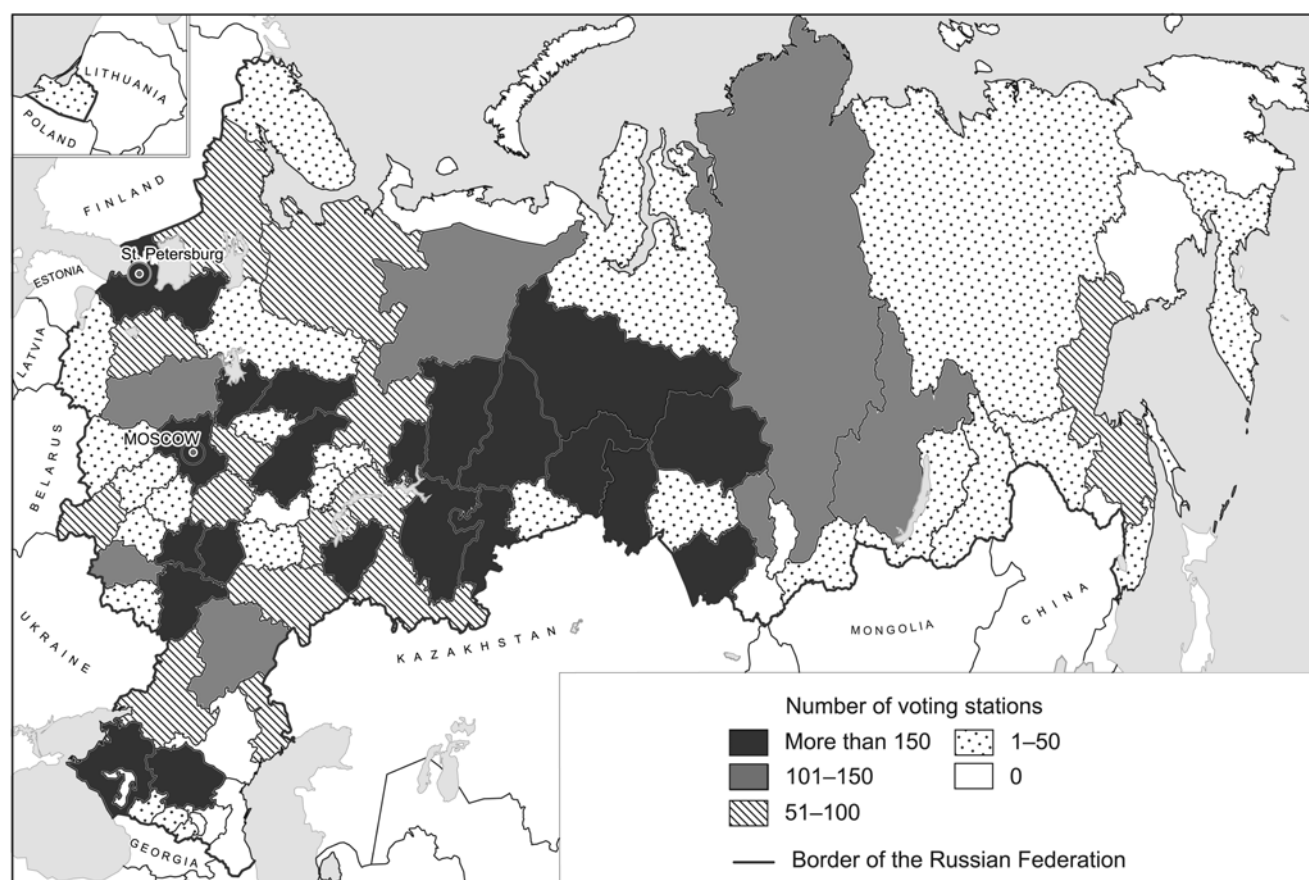 LITHUANIA
POLAND
FINLAND
St. Petersburg
ESTONIA
LATVIA
MOSCOW
BELARUS
UKRAINE
KAZAKHSTAN
MONGOLIA
CHINA
GEORGIA
Number of voting stations
More than 150
1–50
101–150
0
51–100
Border of the Russian Federation